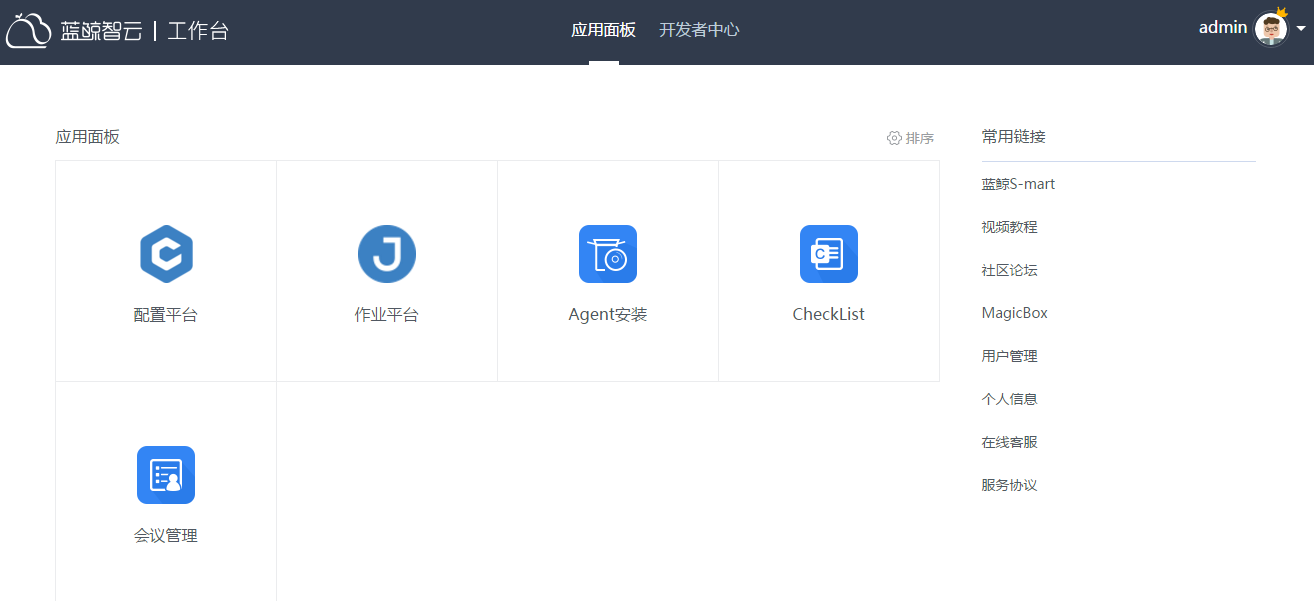 蓝鲸智云 | 工作台
应用面板
开发者中心
admin
应用面板
排序
配置平台
作业平台
Agent安装
CheckList
会议管理
常用链接
蓝鲸S-mart
视频教程
社区论坛
MagicBox
用户管理
个人信息
在线客服
服务协议